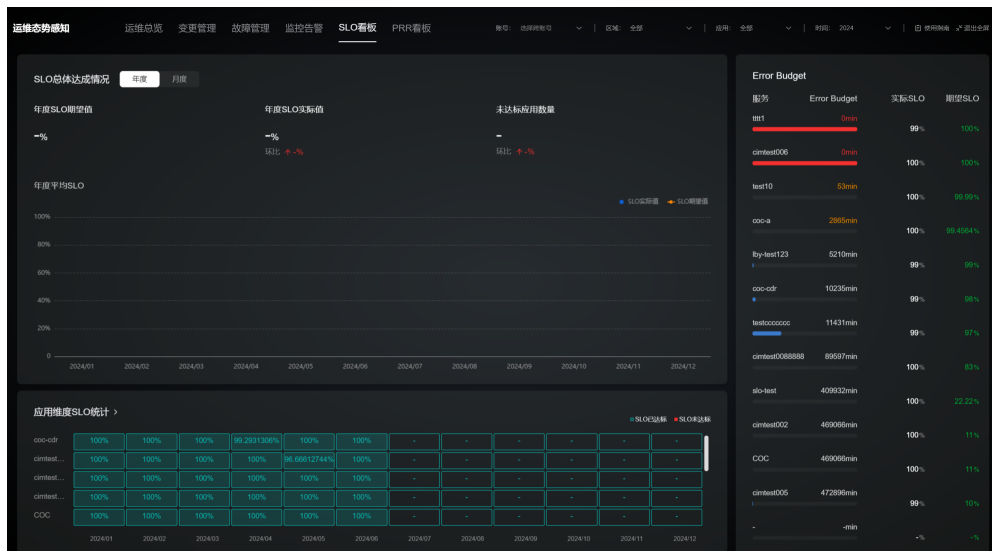 运维态势感知 运维总览 变更管理 故障管理 监控告警 SLO看板 PRR看板 账号: 选择跨账号 区域: 全部 应用: 全部 时间: 2024 使用指南 退出全屏
SLO总体达成情况 年度 月度
年度SLO期望值 年度SLO实际值 未达标应用数量
-% -% -
环比 -% 环比 -%
年度平均SLO
SLO实际值 SLO期望值
100%
80%
60%
40%
20%
0
2024/01 2024/02 2024/03 2024/04 2024/05 2024/06 2024/07 2024/08 2024/09 2024/10 2024/11 2024/12
应用维度SLO统计 >
SLO已达标 SLO未达标
coc-cdr 100% 100% 100% 99.2931306% 100% 100% - - - - - -
cimtest... 100% 100% 100% 100% 96.66612744% 100% - - - - - -
cimtest... 100% 100% 100% 100% 100% 100% - - - - - -
cimtest... 100% 100% 100% 100% 100% 100% - - - - - -
COC 100% 100% 100% 100% 100% 100% - - - - - -
2024/01 2024/02 2024/03 2024/04 2024/05 2024/06 2024/07 2024/08 2024/09 2024/10 2024/11 2024/12
Error Budget
服务 Error Budget 实际SLO 期望SLO
tttt1 0min 99% 100%
cimtest006 0min 100% 100%
test10 53min 100% 99.99%
coc-a 2865min 100% 99.4564%
lby-test123 5210min 99% 99%
coc-cdr 10235min 99% 98%
testccccccc 11431min 99% 97%
cimtest0088888 89597min 100% 83%
slo-test 409932min 100% 22.22%
cimtest002 469066min 100% 11%
COC 469066min 100% 11%
cimtest005 472896min 99% 10%
- -min -% -%